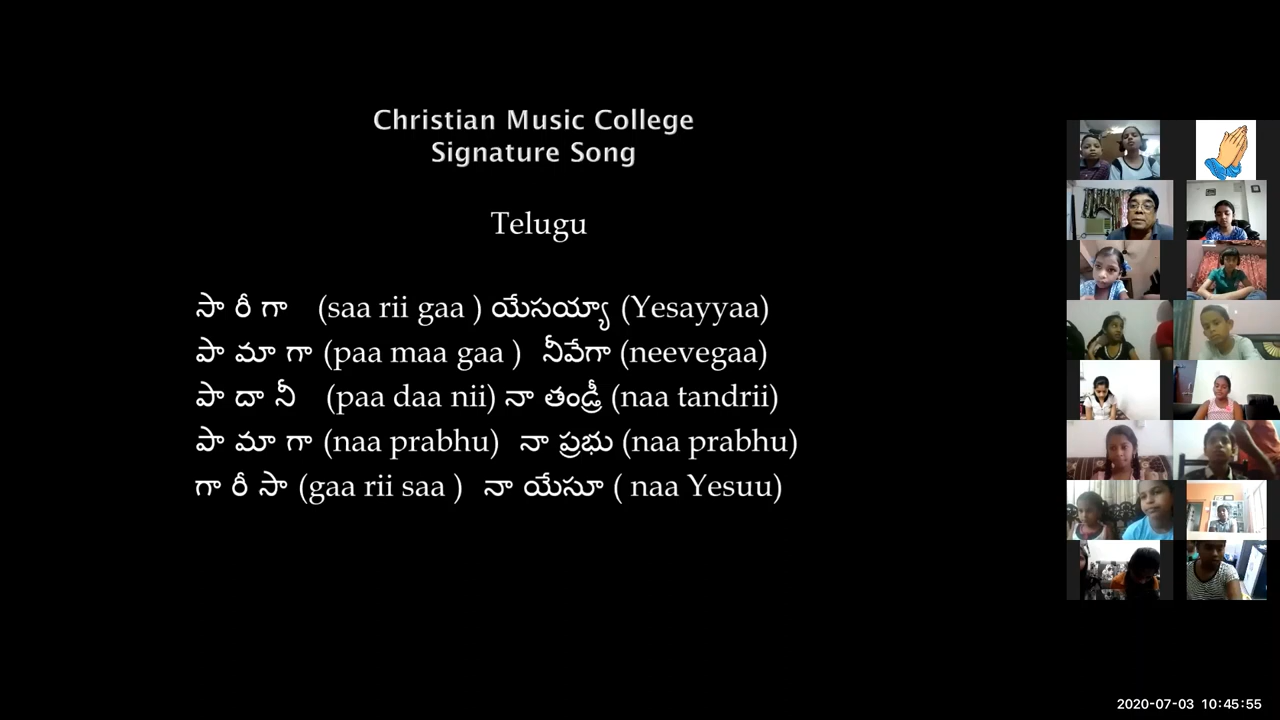 Christian Music College
Signature Song
Telugu
సా రీ గా (saa rii gaa ) యేసయ్యా (Yesayyaa)
పా మా గా (paa maa gaa ) నీవేగా (neevegaa)
పా దా నీ (paa daa nii) నా తండ్రీ (naa tandrii)
పా మా గా (naa prabhu) నా ప్రభు (naa prabhu)
గా రీ సా (gaa rii saa ) నా యేసూ ( naa Yesuu)
2020-07-03 10:45:55